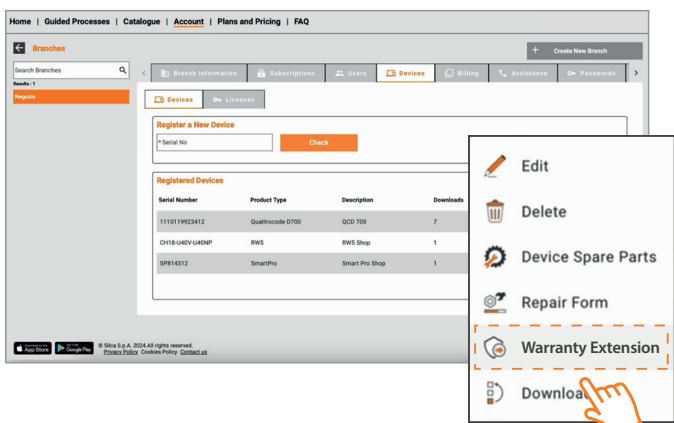 Home | Guided Processes | Catalogue | Account | Plans and Pricing | FAQ
Branches
+ Create New Branch
Search Branches
Results : 1
Negozio
< Branch Information Subscriptions Users Devices Billing Assistance Passwords >
Devices Licenses
Register a New Device
* Serial No
Check
Registered Devices
Serial Number Product Type Description Downloads
1110119923412 Quattrocode D700 QCD 700 7
CH18-U40V-U40NP RW5 RW5 Shop 1
SP814312 SmartPro Smart Pro Shop 1
Edit
Delete
Device Spare Parts
Repair Form
Warranty Extension
Download
App Store Google Play
© Silca S.p.A. 2024.All rights reserved.
Privacy Policy Cookies Policy Contact us